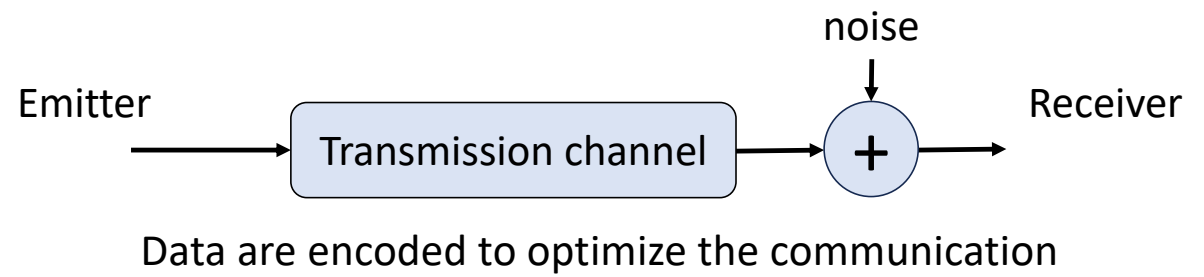 noise
Emitter
Receiver
Transmission channel
+
Data are encoded to optimize the communication